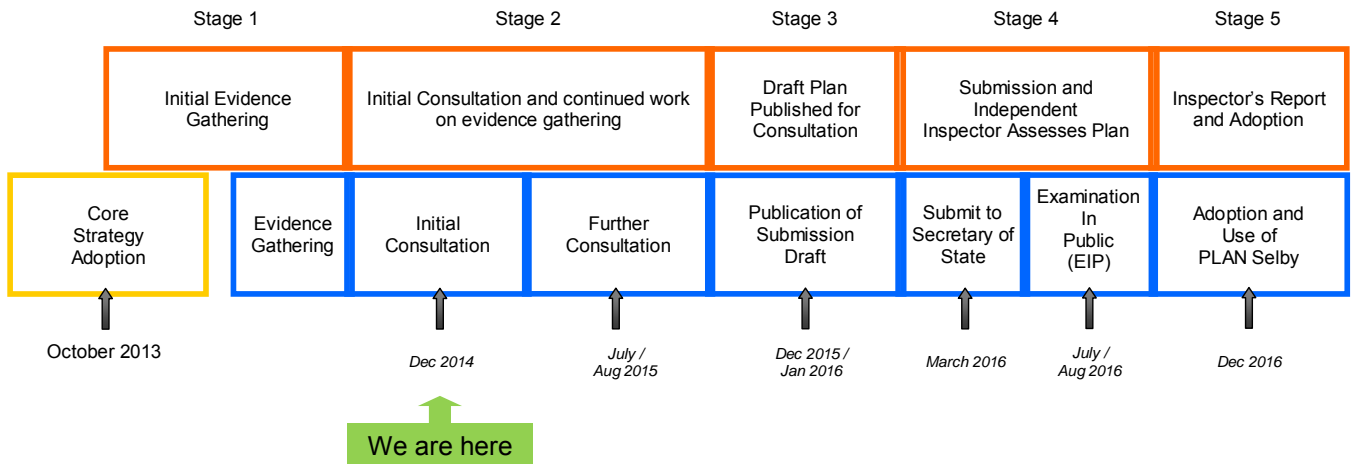 Stage 1
Stage 2
Stage 3
Stage 4
Stage 5
Initial Evidence
Gathering
Initial Consultation and continued work
on evidence gathering
Draft Plan
Published for
Consultation
Submission and
Independent
Inspector Assesses Plan
Inspector's Report
and Adoption
Core
Strategy
Adoption
Evidence
Gathering
Initial
Consultation
Further
Consultation
Publication of
Submission
Draft
Submit to
Secretary of
State
Examination
In
Public
(EIP)
Adoption and
Use of
PLAN Selby
October 2013
Dec 2014
July /
Aug 2015
Dec 2015 /
Jan 2016
March 2016
July /
Aug 2016
Dec 2016
We are here